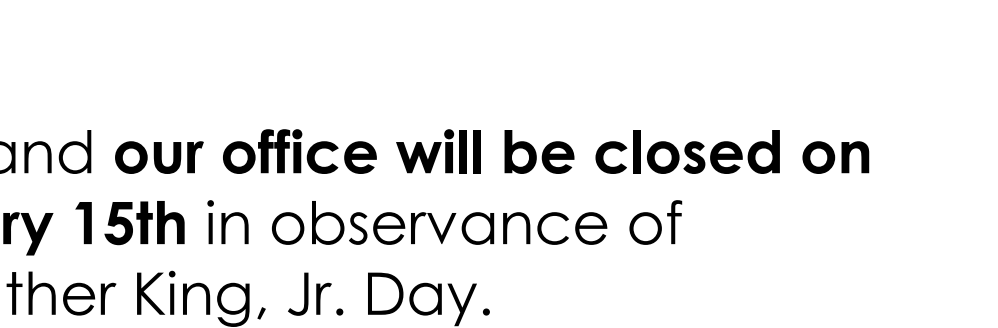 and our office will be closed on
ry 15th in observance of
ther King, Jr. Day.